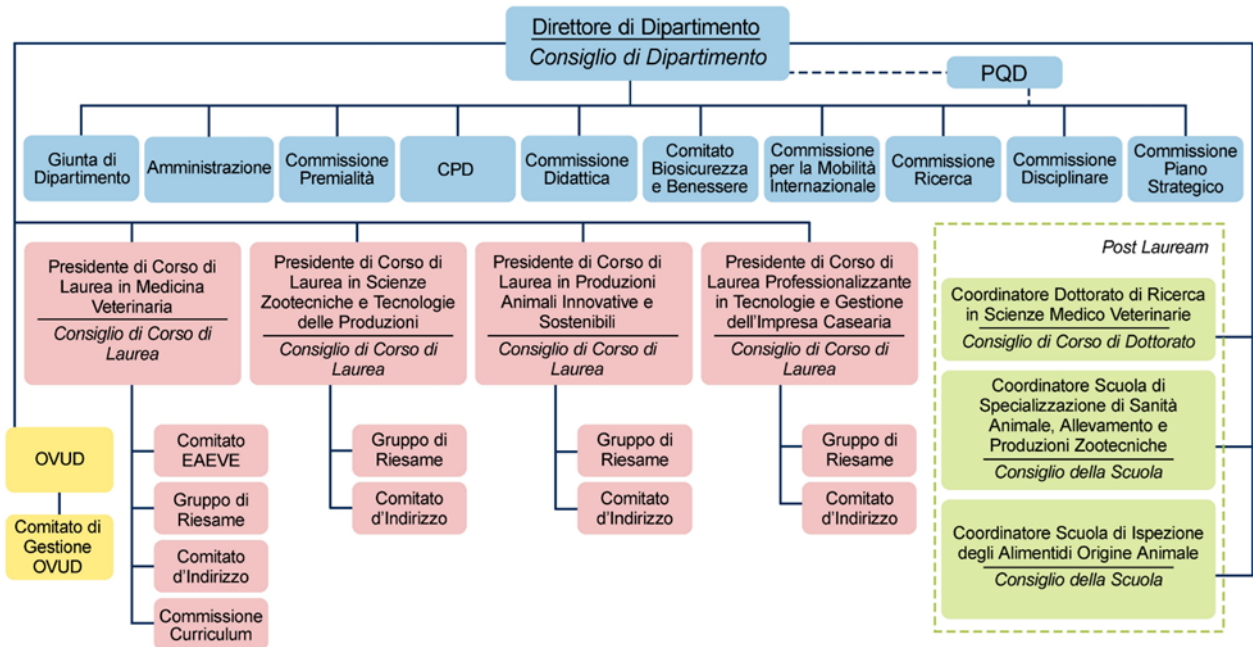 Direttore di Dipartimento
Consiglio di Dipartimento
PQD
Giunta di
Dipartimento
Amministrazione
Commissione
Premialità
CPD
Commissione
Didattica
Comitato
Biosicurezza
e Benessere
Commissione
per la Mobilità
Internazionale
Commissione
Ricerca
Commissione
Disciplinare
Commissione
Piano
Strategico
Presidente di Corso di
Laurea in Medicina
Veterinaria
Consiglio di Corso di
Laurea
Presidente di Corso di
Laurea in Scienze
Zootecniche e Tecnologie
delle Produzioni
Consiglio di Corso di
Laurea
Presidente di Corso di
Laurea in Produzioni
Animali Innovative e
Sostenibili
Consiglio di Corso di
Laurea
Presidente di Corso di
Laurea Professionalizzante
in Tecnologie e Gestione
dell'Impresa Casearia
Consiglio di Corso di
Laurea
Post Lauream
Coordinatore Dottorato di Ricerca
in Scienze Medico Veterinarie
Consiglio di Corso di Dottorato
Coordinatore Scuola di
Specializzazione di Sanità
Animale, Allevamento e
Produzioni Zootecniche
Consiglio della Scuola
Coordinatore Scuola di Ispezione
degli Alimentidi Origine Animale
Consiglio della Scuola
OVUD
Comitato di
Gestione
OVUD
Comitato
EAEVE
Gruppo di
Riesame
Comitato
d'Indirizzo
Commissione
Curriculum
Gruppo di
Riesame
Comitato
d'Indirizzo
Gruppo di
Riesame
Comitato
d'Indirizzo
Gruppo di
Riesame
Comitato
d'Indirizzo